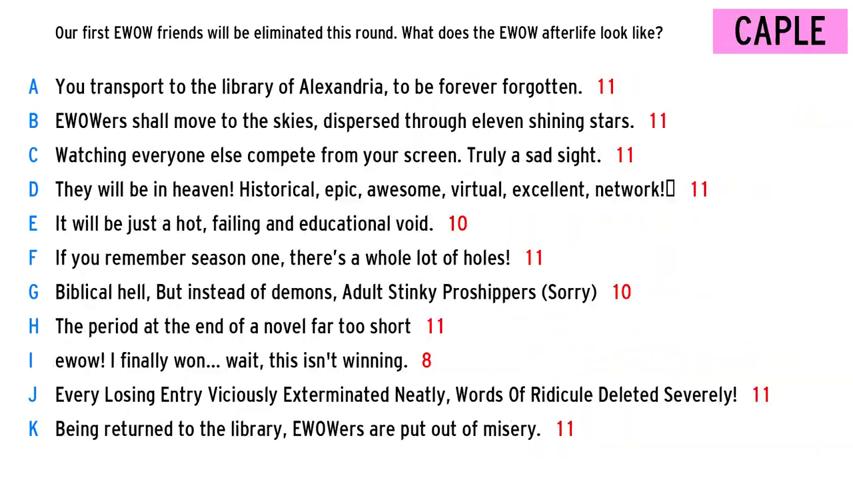 Our first EWOW friends will be eliminated this round. What does the EWOW afterlife look like?
CAPLE
A You transport to the library of Alexandria, to be forever forgotten. 11
B EWOWers shall move to the skies, dispersed through eleven shining stars. 11
C Watching everyone else compete from your screen. Truly a sad sight. 11
D They will be in heaven! Historical, epic, awesome, virtual, excellent, network!▯ 11
E It will be just a hot, failing and educational void. 10
F If you remember season one, there's a whole lot of holes! 11
G Biblical hell, But instead of demons, Adult Stinky Proshippers (Sorry) 10
H The period at the end of a novel far too short 11
I ewow! I finally won... wait, this isn't winning. 8
J Every Losing Entry Viciously Exterminated Neatly, Words Of Ridicule Deleted Severely! 11
K Being returned to the library, EWOWers are put out of misery. 11